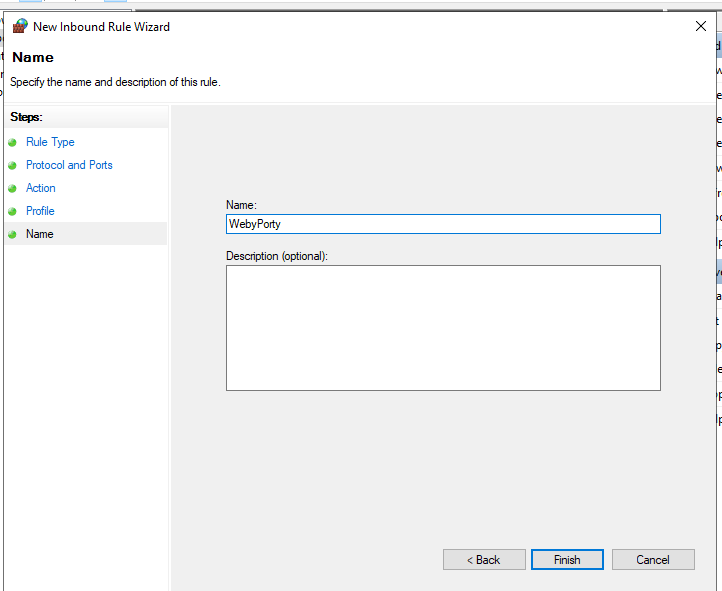 New Inbound Rule Wizard
Name
Specify the name and description of this rule.
Steps:
Rule Type
Protocol and Ports
Action
Profile
Name
Name:
WebyPorty
Description (optional):
< Back
Finish
Cancel